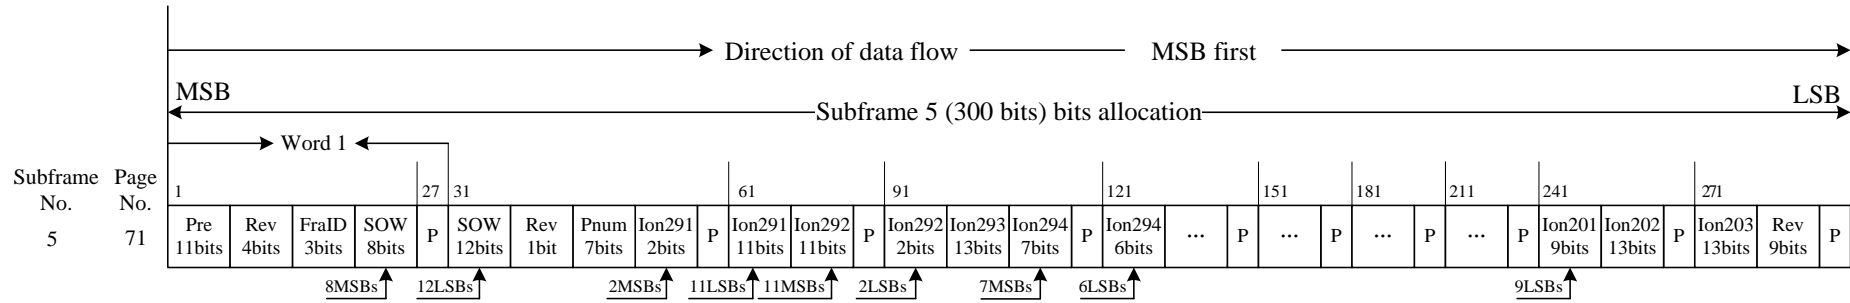 Direction of data flow MSB first
MSB LSB
Subframe 5 (300 bits) bits allocation
Word 1
Subframe Page
No. No.
1 27 31 61 91 121 151 181 211 241 271
5 71
Pre Rev FraID SOW P SOW Rev Pnum Ion291 P Ion291 Ion292 P Ion292 Ion293 Ion294 P Ion294 ... P ... P ... P ... P Ion201 Ion202 P Ion203 Rev P
11bits 4bits 3bits 8bits 12bits 1bit 7bits 2bits 11bits 11bits 2bits 13bits 7bits 6bits 9bits 13bits 13bits 9bits
8MSBs 12LSBs 2MSBs 11LSBs 11MSBs 2LSBs 7MSBs 6LSBs 9LSBs